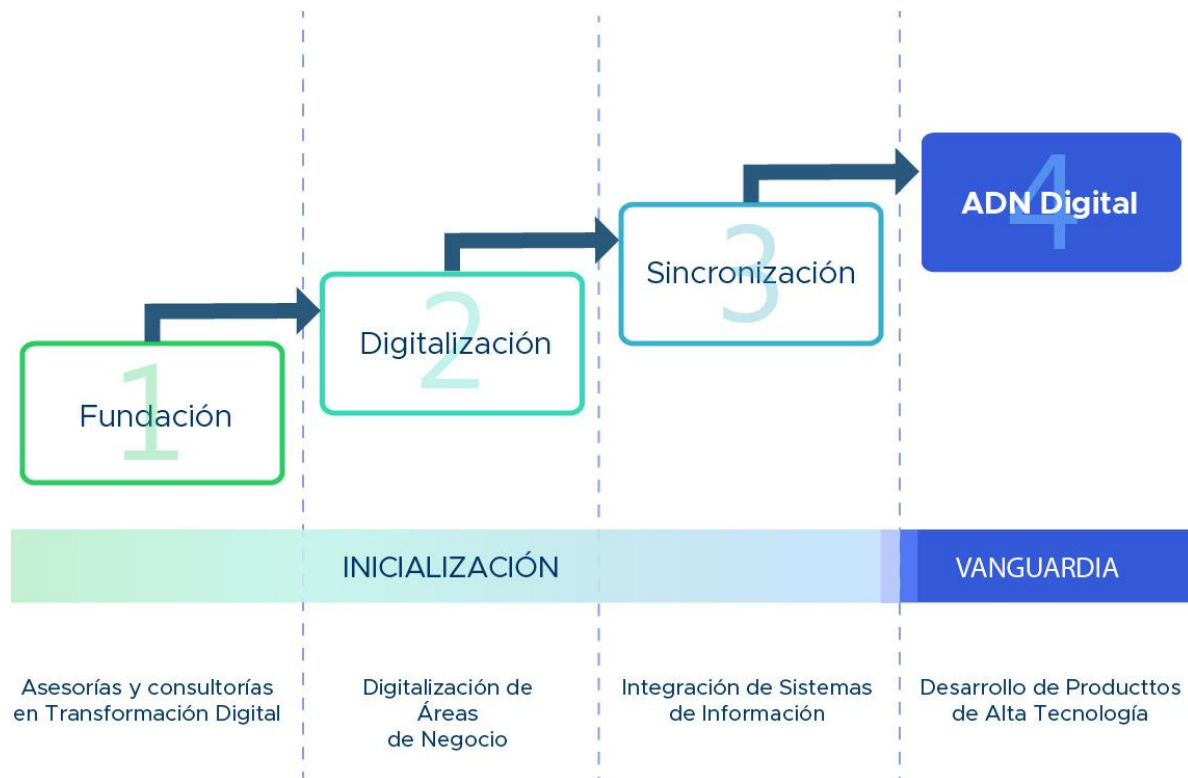 1
Fundación
2
Digitalización
3
Sincronización
4
ADN Digital
INICIALIZACIÓN
VANGUARDIA
Asesorías y consultorías
en Transformación Digital
Digitalización de
Áreas
de Negocio
Integración de Sistemas
de Información
Desarrollo de Producttos
de Alta Tecnología